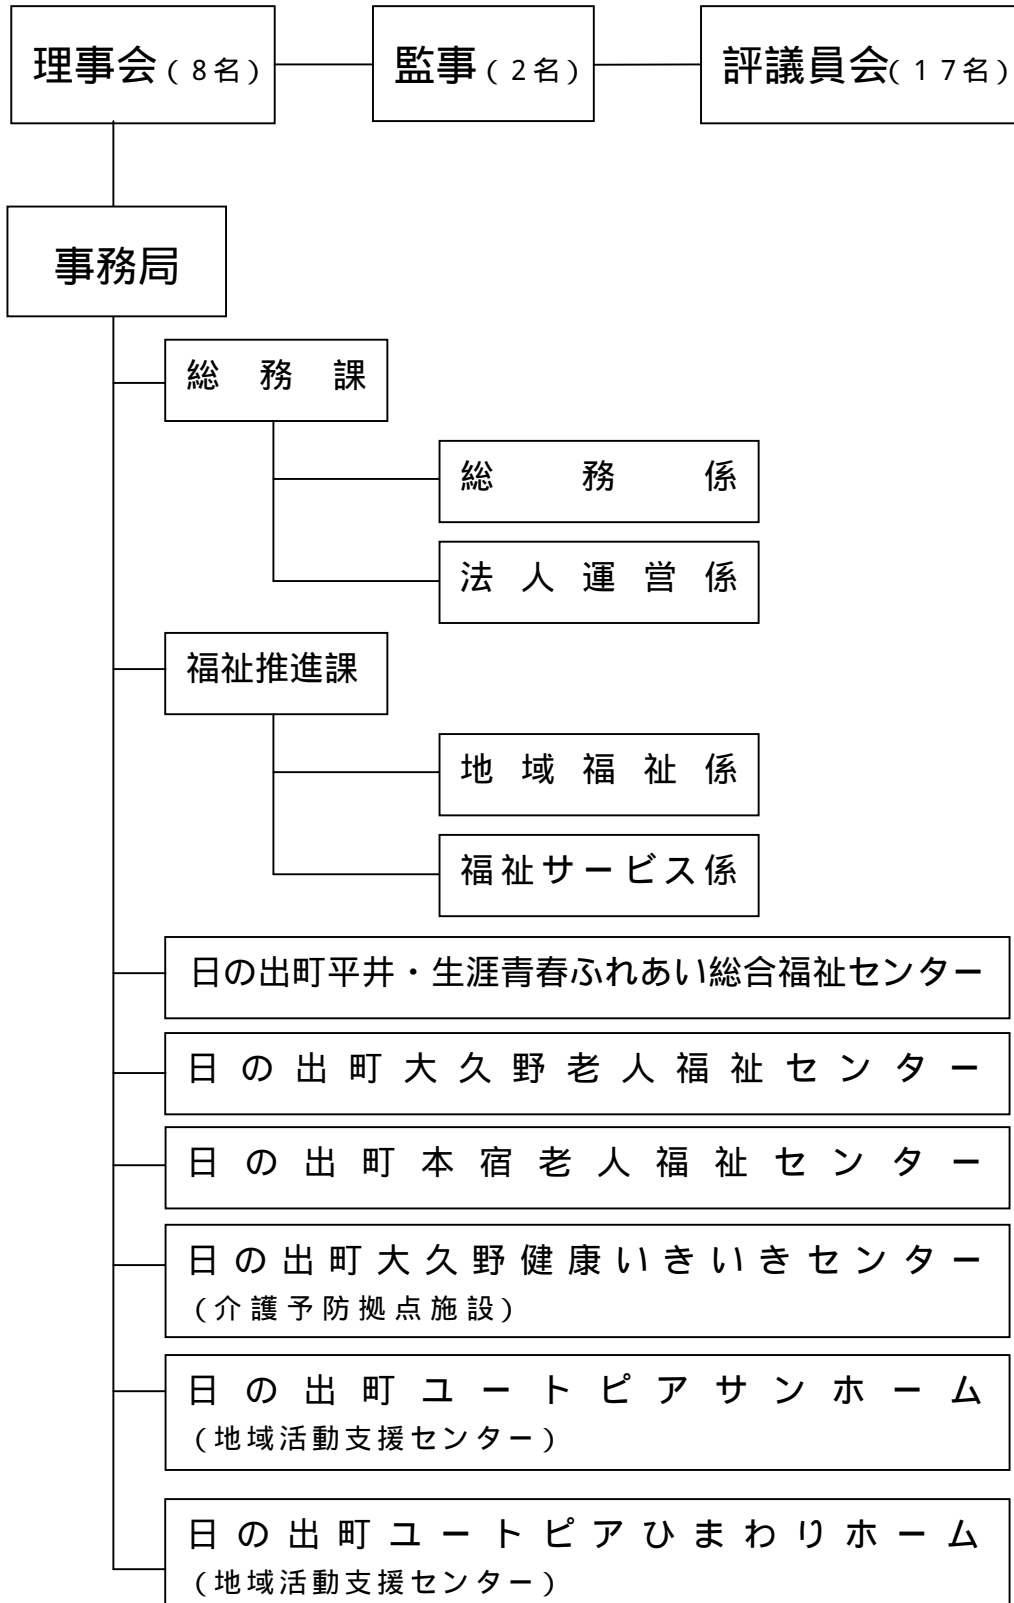 理事会(8名)
監事(2名)
評議員会(17名)
事務局
総務課
総務係
法人運営係
福祉推進課
地域福祉係
福祉サービス係
日の出町平井・生涯青春ふれあい総合福祉センター
日の出町大久野老人福祉センター
日の出町本宿老人福祉センター
日の出町大久野健康いきいきセンター
(介護予防拠点施設)
日の出町ユートピアサンホーム
(地域活動支援センター)
日の出町ユートピアひまわりホーム
(地域活動支援センター)